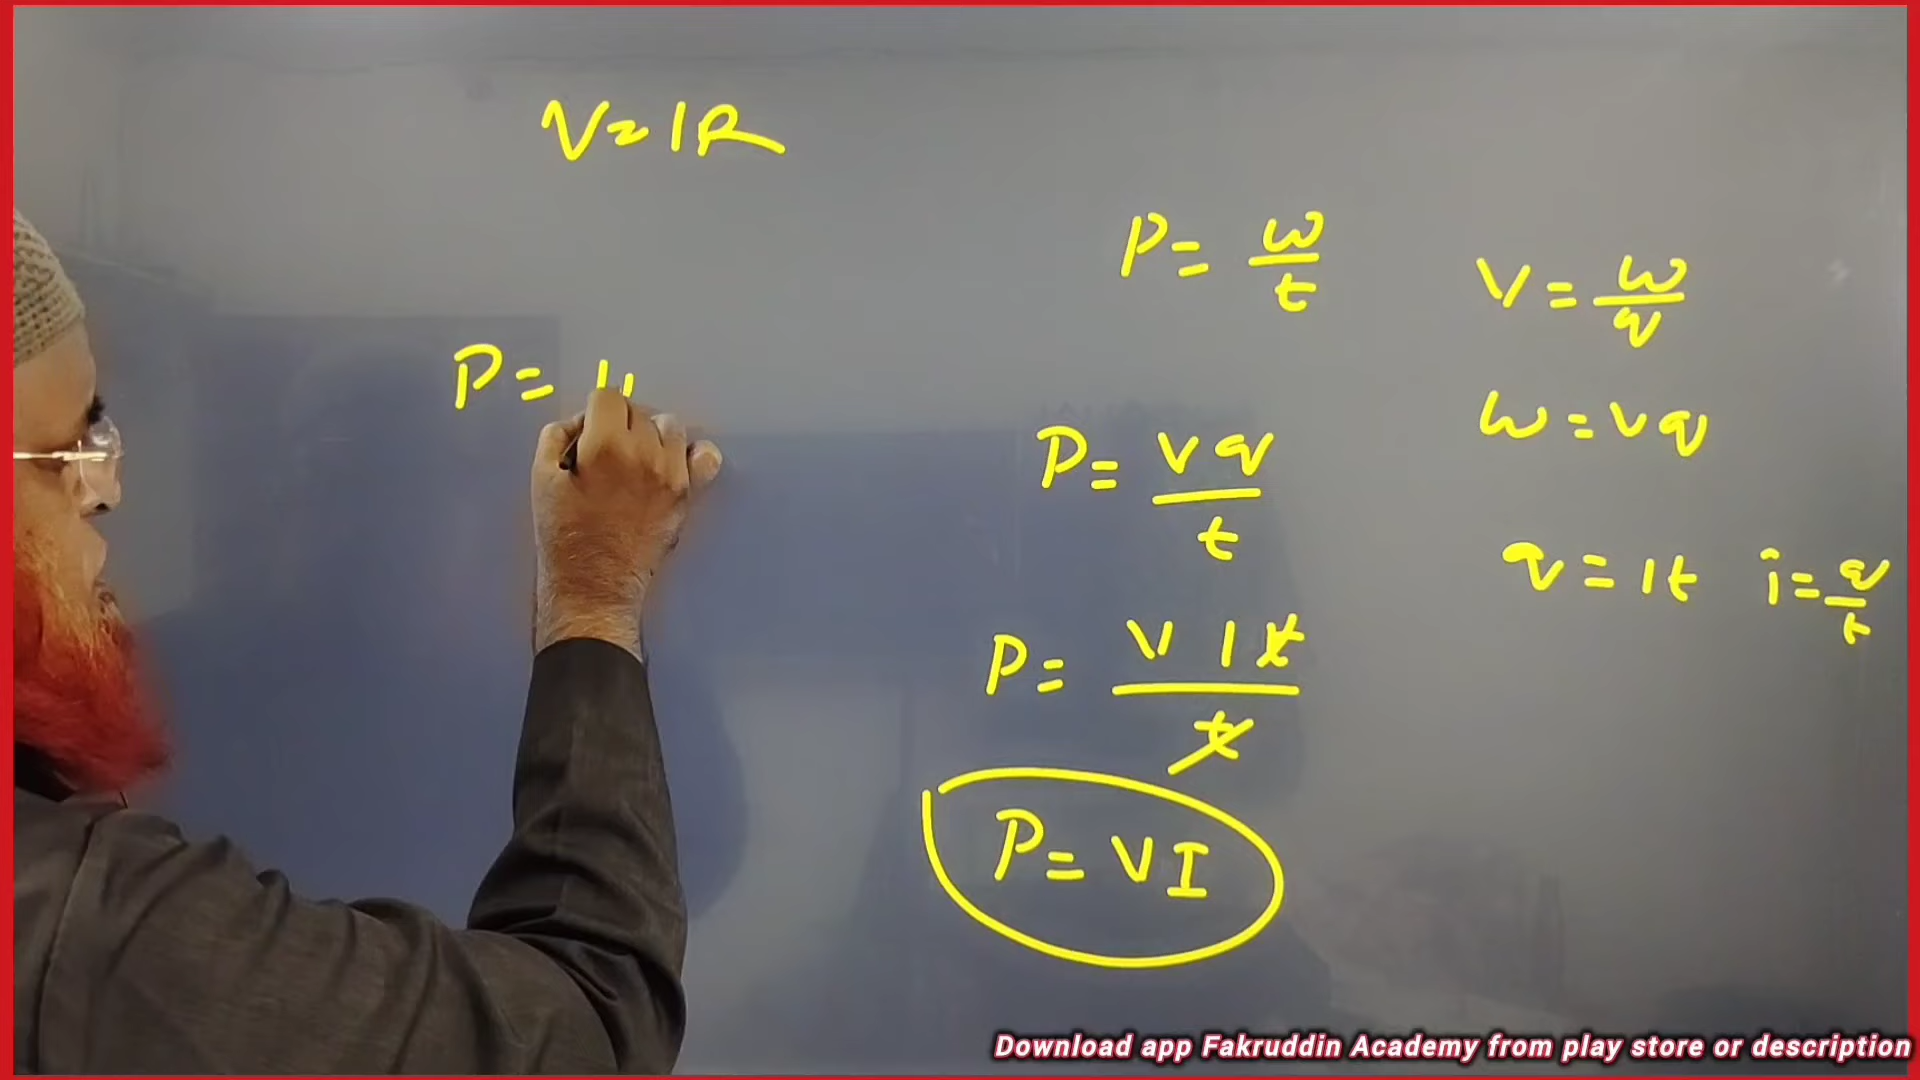 V=IR
P=
P=w/t
V=w/q
w=vq
P=vq/t
q=It i=q/t
P=VIt/t
P=VI
Download app Fakruddin Academy from play store or description